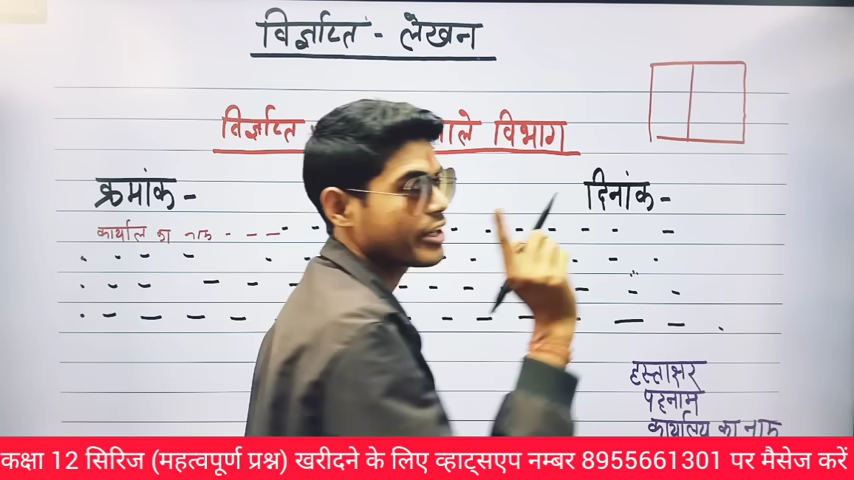 विज्ञप्ति - लेखन
विज्ञप्ति वाले विभाग
क्रमांक - दिनांक -
कार्याल का नाम - - -
हस्ताक्षर
पदनाम
कार्यालय का नाम
कक्षा 12 सिरिज (महत्वपूर्ण प्रश्न) खरीदने के लिए व्हाट्सएप नम्बर 8955661301 पर मैसेज करें